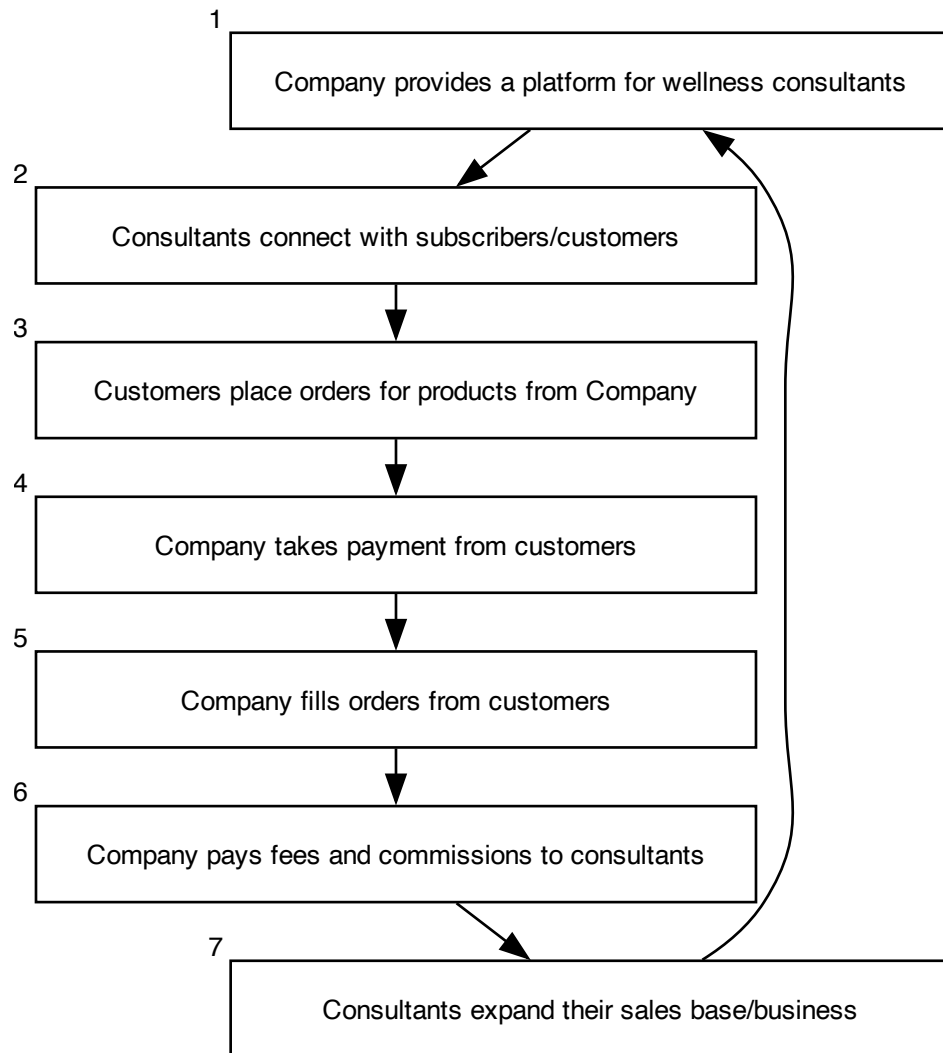 1
Company provides a platform for wellness consultants
2
Consultants connect with subscribers/customers
3
Customers place orders for products from Company
4
Company takes payment from customers
5
Company fills orders from customers
6
Company pays fees and commissions to consultants
7
Consultants expand their sales base/business